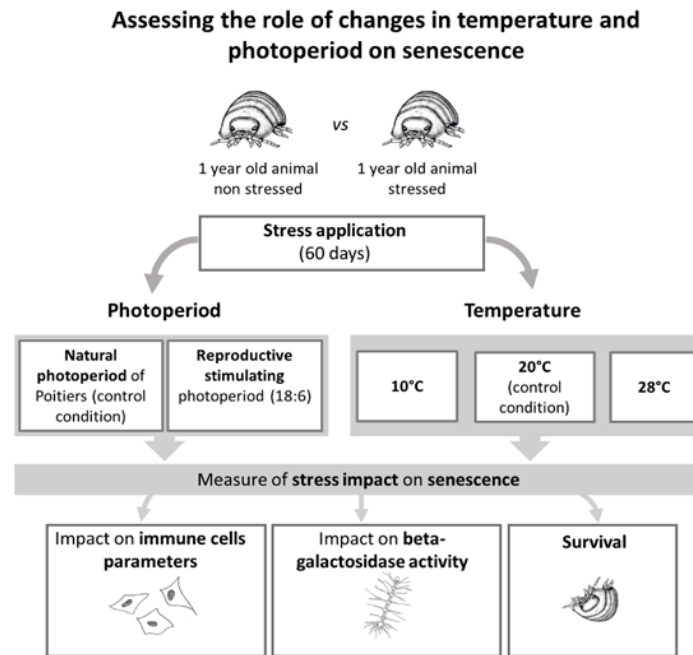 Assessing the role of changes in temperature and
photoperiod on senescence
vs
1 year old animal
non stressed
1 year old animal
stressed
Stress application
(60 days)
Photoperiod
Temperature
Natural
photoperiod of
Poitiers (control
condition)
Reproductive
stimulating
photoperiod (18:6)
10°C
20°C
(control
condition)
28°C
Measure of stress impact on senescence
Impact on immune cells
parameters
Impact on beta-
galactosidase activity
Survival